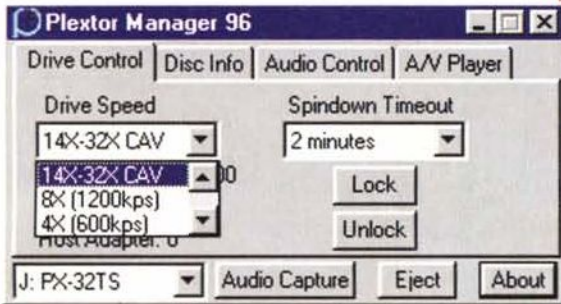 Plextor Manager 96
Drive Control Disc Info Audio Control A/V Player
Drive Speed Spindown Timeout
14X-32X CAV 2 minutes
14X-32X CAV
8X (1200kps) Lock
4X (600kps)
Host Adapter: 0 Unlock
J: PX-32TS Audio Capture Eject About